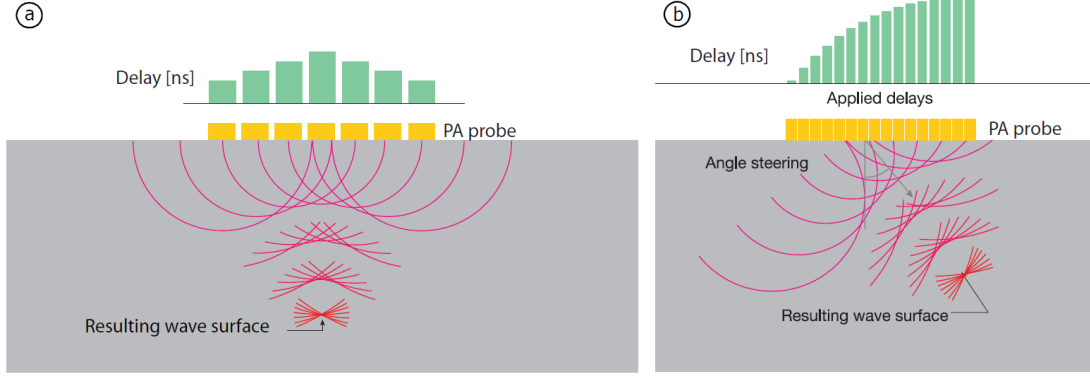 a
Delay [ns]
PA probe
Resulting wave surface
b
Delay [ns]
Applied delays
PA probe
Angle steering
Resulting wave surface